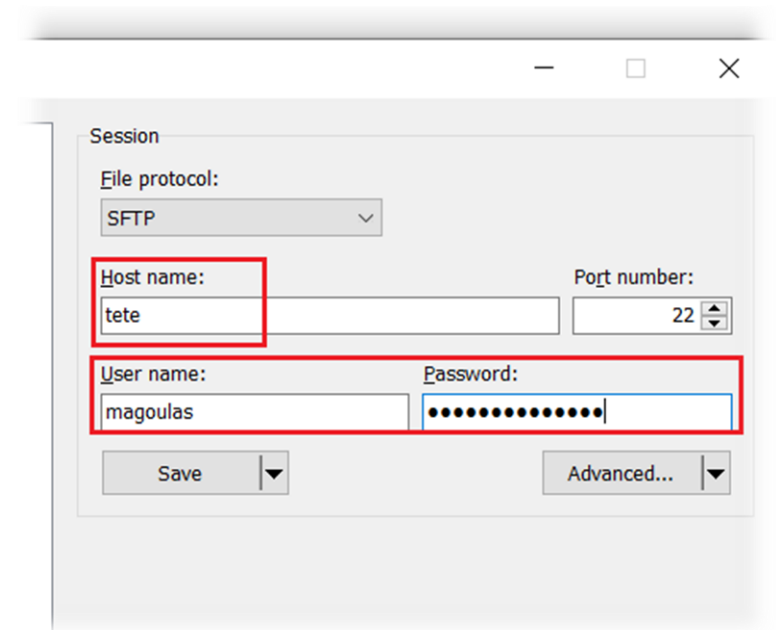 Session
File protocol:
SFTP
Host name: Port number:
tete 22
User name: Password:
magoulas ●●●●●●●●●●●●●●
Save Advanced...